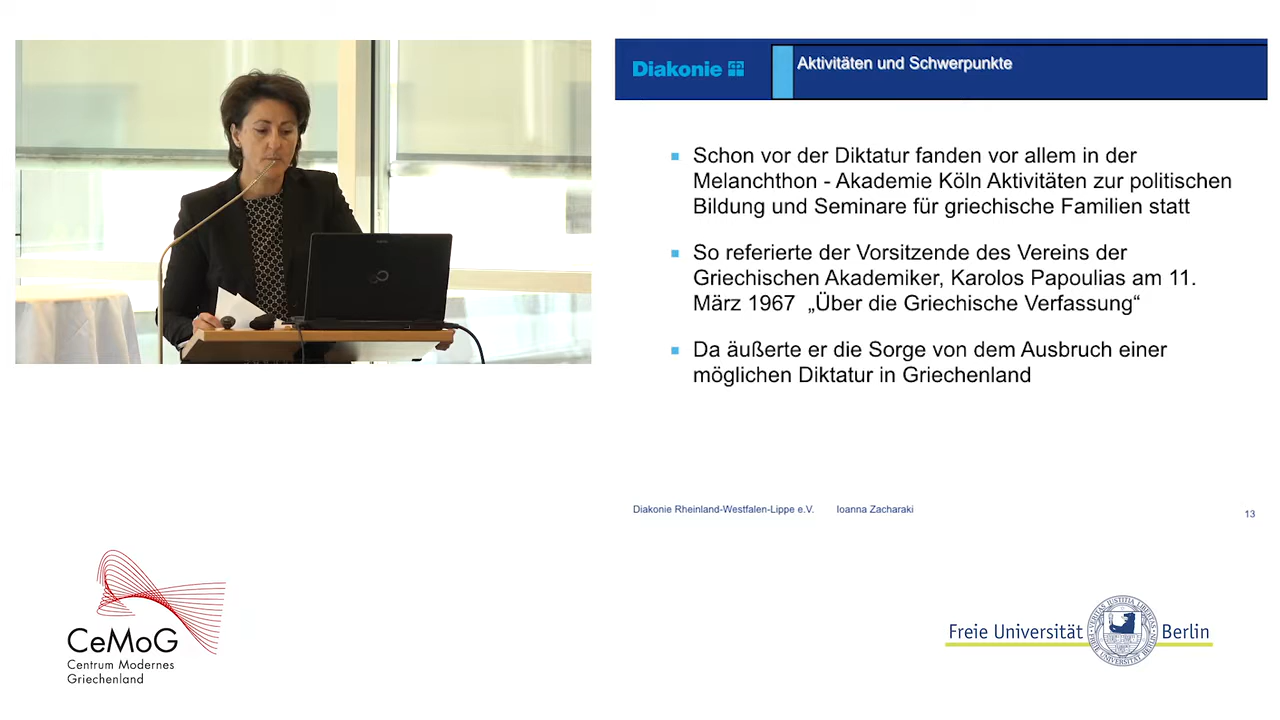 Diakonie
Aktivitäten und Schwerpunkte
Schon vor der Diktatur fanden vor allem in der
Melanchthon - Akademie Köln Aktivitäten zur politischen
Bildung und Seminare für griechische Familien statt
So referierte der Vorsitzende des Vereins der
Griechischen Akademiker, Karolos Papoulias am 11.
März 1967 „Über die Griechische Verfassung“
Da äußerte er die Sorge von dem Ausbruch einer
möglichen Diktatur in Griechenland
Diakonie Rheinland-Westfalen-Lippe e.V. Ioanna Zacharaki
13
CeMoG
Centrum Modernes
Griechenland
Freie Universität Berlin